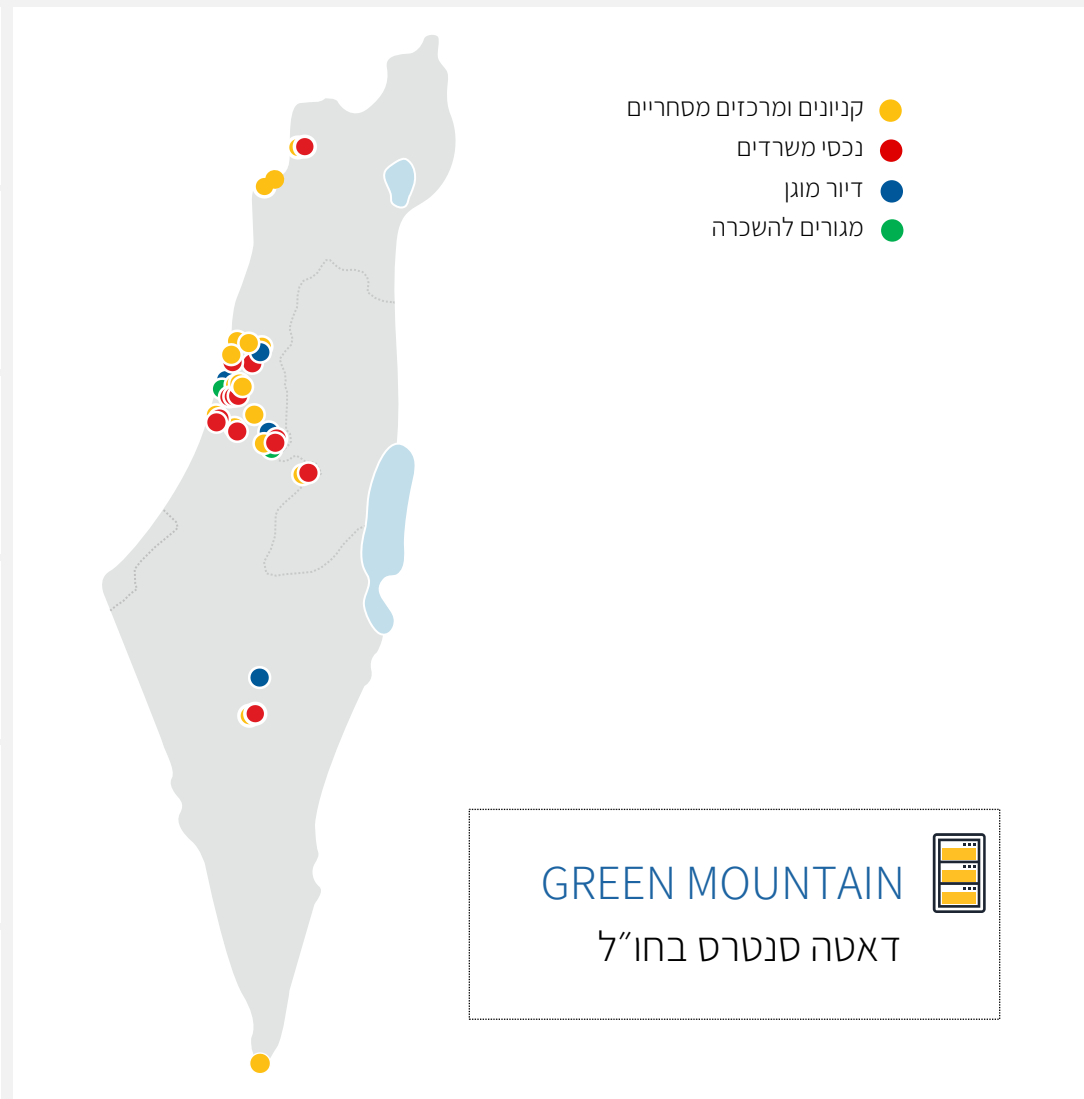 קניונים ומרכזים מסחריים
נכסי משרדים
דיור מוגן
מגורים להשכרה
GREEN MOUNTAIN
דאטה סנטרס בחו״ל